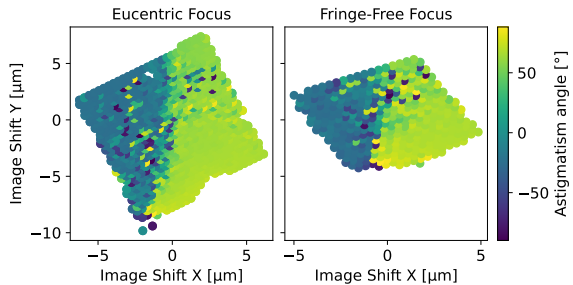 Eucentric Focus
Fringe-Free Focus
Image Shift Y [μm]
5
0
−5
−10
−5
0
5
−5
0
5
Image Shift X [μm]
Image Shift X [μm]
50
0
−50
Astigmatism angle [°]